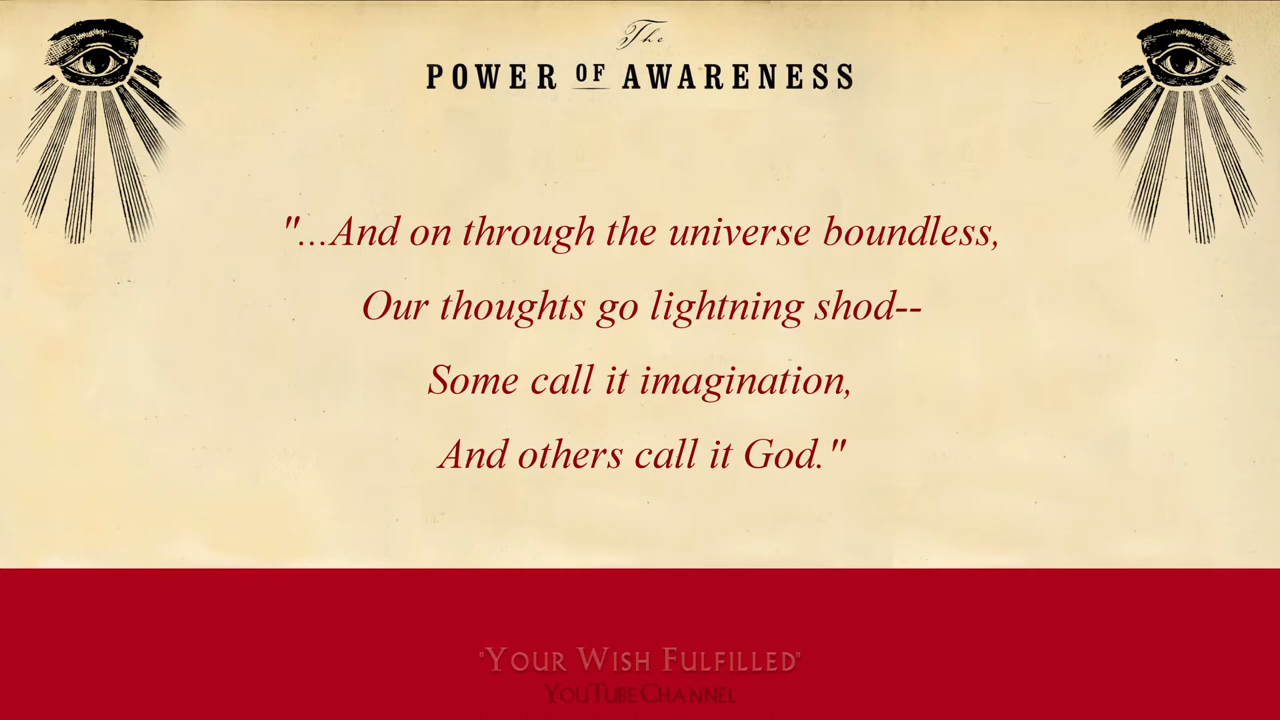 The
POWER OF AWARENESS
"...And on through the universe boundless,
Our thoughts go lightning shod--
Some call it imagination,
And others call it God."
"YOUR WISH FULFILLED"
YOUTUBE CHANNEL